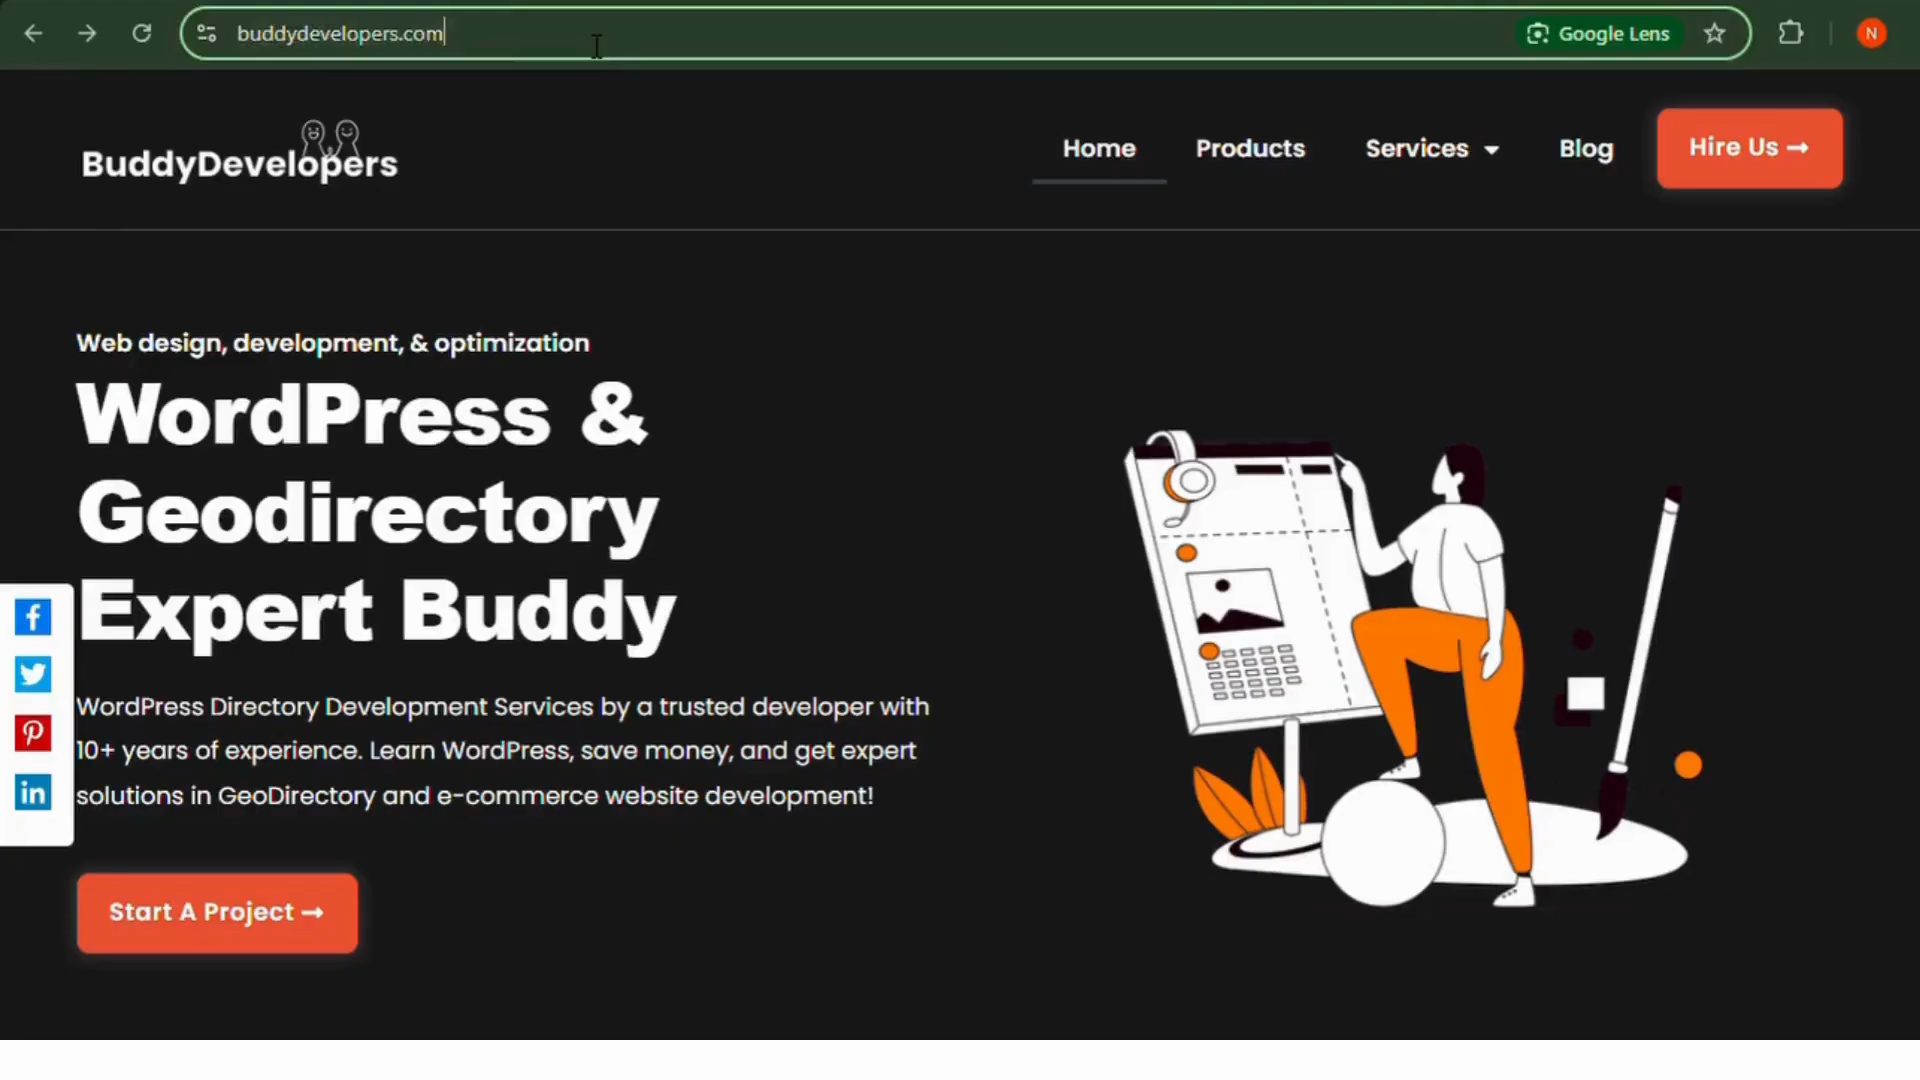 buddydevelopers.com
Google Lens
N
BuddyDevelopers
Home
Products
Services
Blog
Hire Us →
Web design, development, & optimization
WordPress &
Geodirectory
Expert Buddy
WordPress Directory Development Services by a trusted developer with
10+ years of experience. Learn WordPress, save money, and get expert
solutions in GeoDirectory and e-commerce website development!
Start A Project →